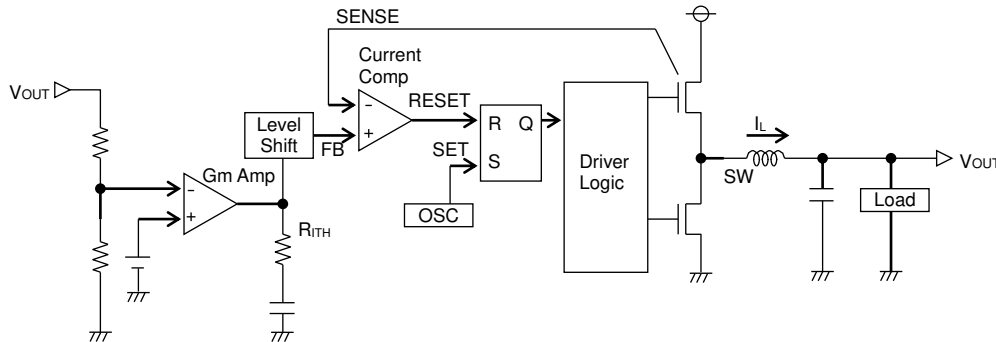 SENSE
Current
Comp
VOUT
RESET
Level
Shift
-
+
FB
R Q
S
SET
Gm Amp
-
+
OSC
RITH
Driver
Logic
IL
SW
VOUT
Load